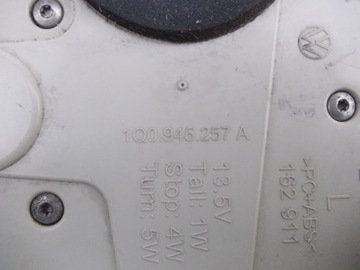 1Q0 945.257 A
13.5V
Tail: 1W
Stop: 4W
Turn: 5W
L
>PC+ABS<
162 911